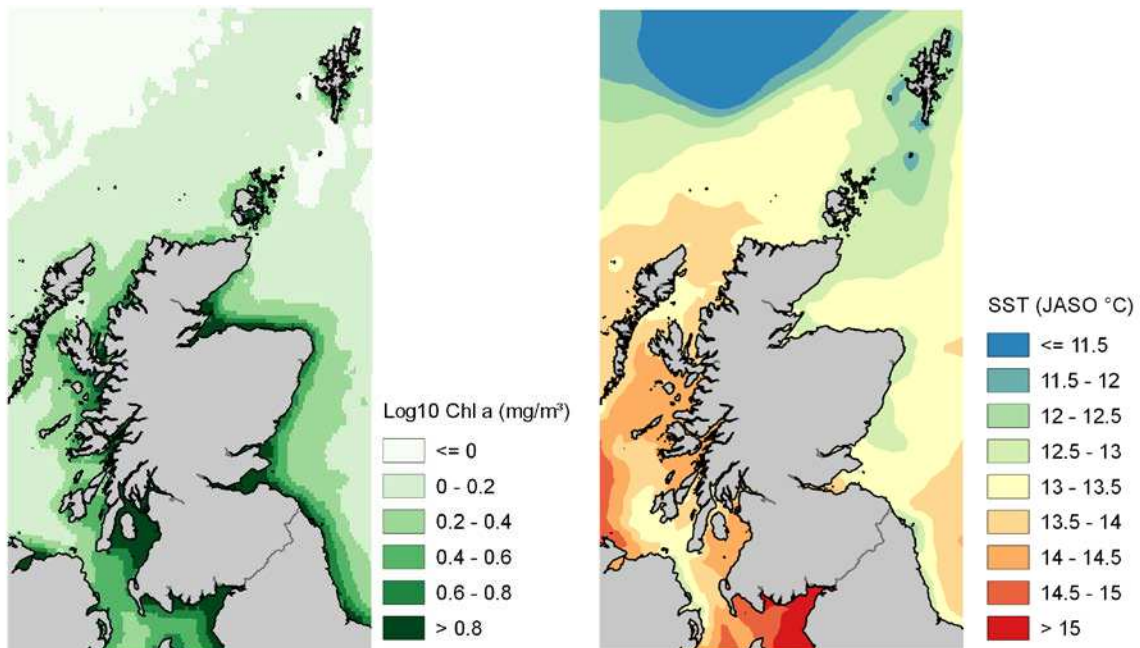 Log10 Chl a (mg/m³)
<= 0
0 - 0.2
0.2 - 0.4
0.4 - 0.6
0.6 - 0.8
> 0.8
SST (JASO °C)
<= 11.5
11.5 - 12
12 - 12.5
12.5 - 13
13 - 13.5
13.5 - 14
14 - 14.5
14.5 - 15
> 15